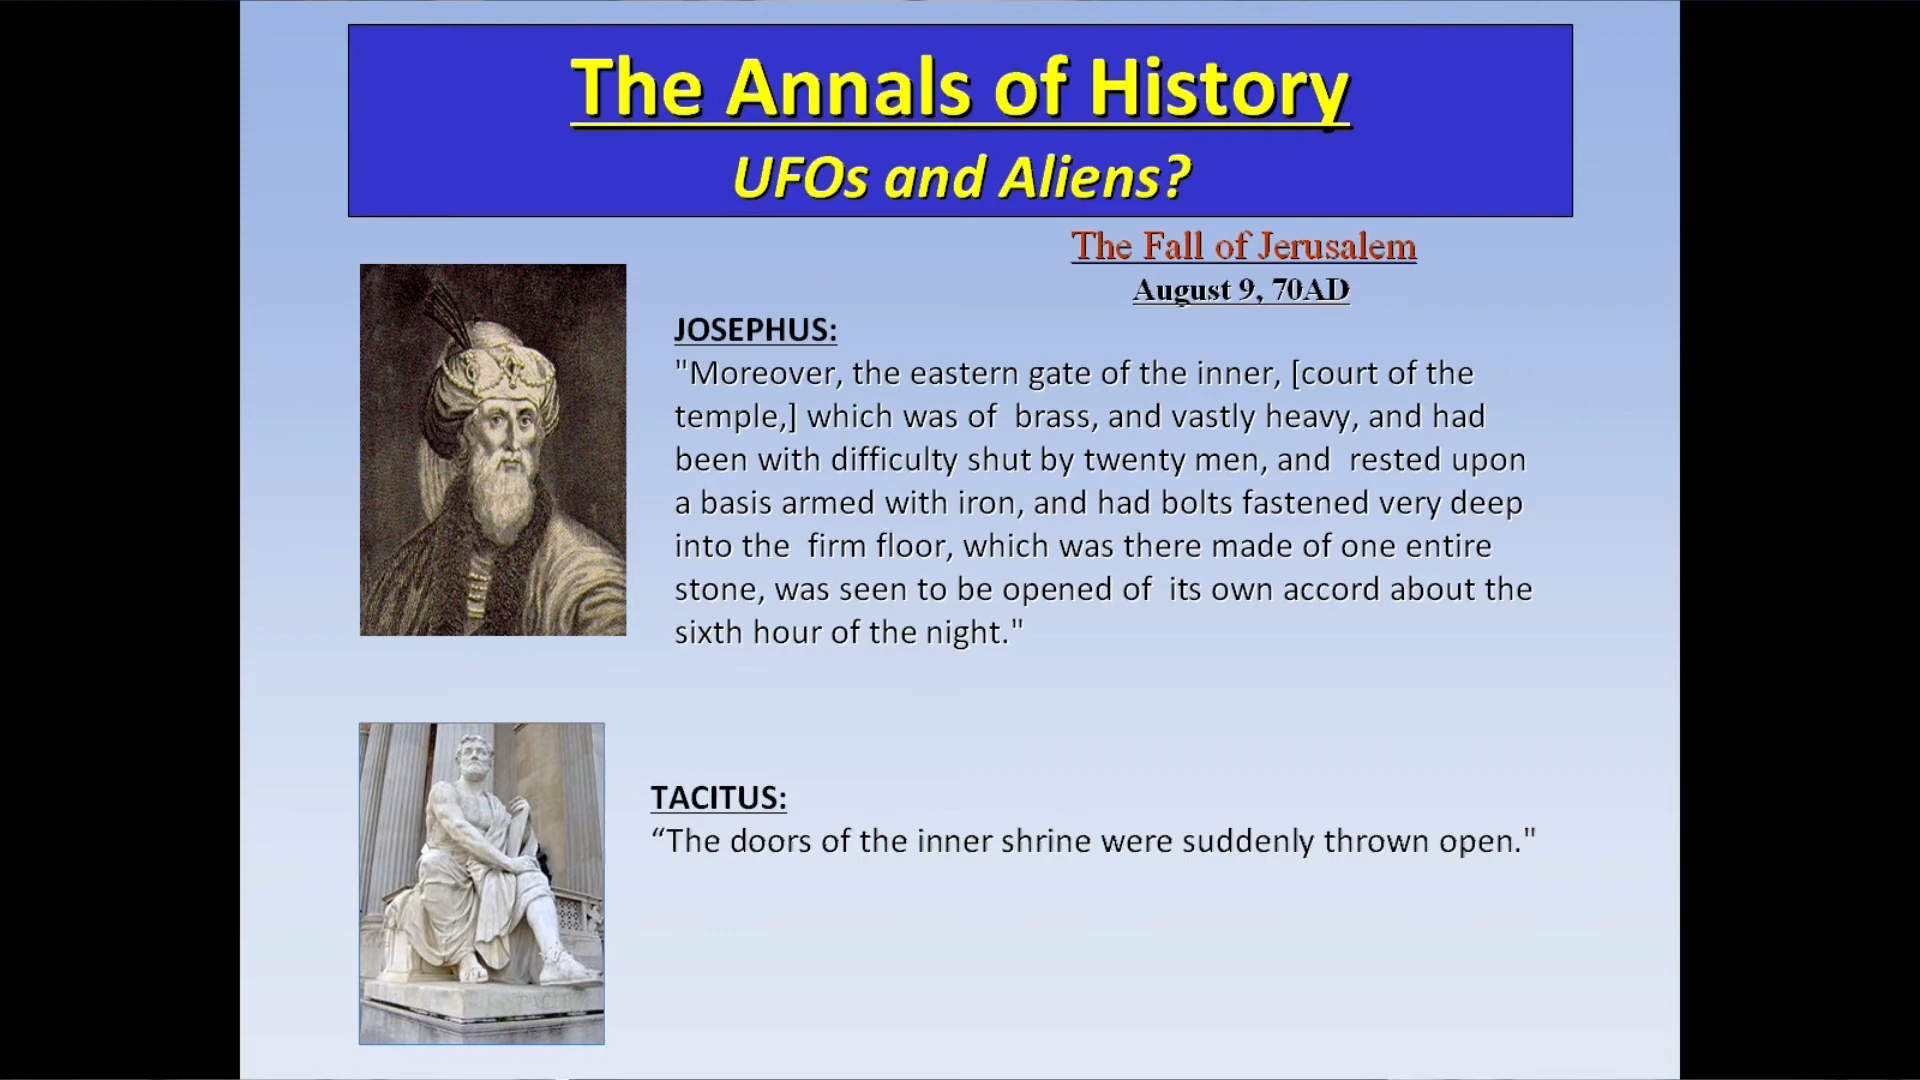 The Annals of History
UFOs and Aliens?
The Fall of Jerusalem
August 9, 70AD
JOSEPHUS:
"Moreover, the eastern gate of the inner, [court of the
temple,] which was of  brass, and vastly heavy, and had
been with difficulty shut by twenty men, and  rested upon
a basis armed with iron, and had bolts fastened very deep
into the  firm floor, which was there made of one entire
stone, was seen to be opened of  its own accord about the
sixth hour of the night."
TACITUS:
“The doors of the inner shrine were suddenly thrown open."
TACITUS